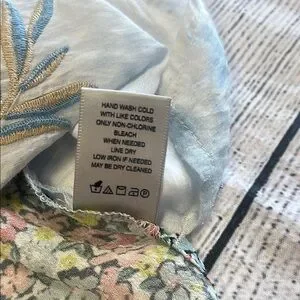 HAND WASH COLD
WITH LIKE COLORS
ONLY NON-CHLORINE
BLEACH
WHEN NEEDED
LINE DRY
LOW IRON IF NEEDED
MAY BE DRY CLEANED